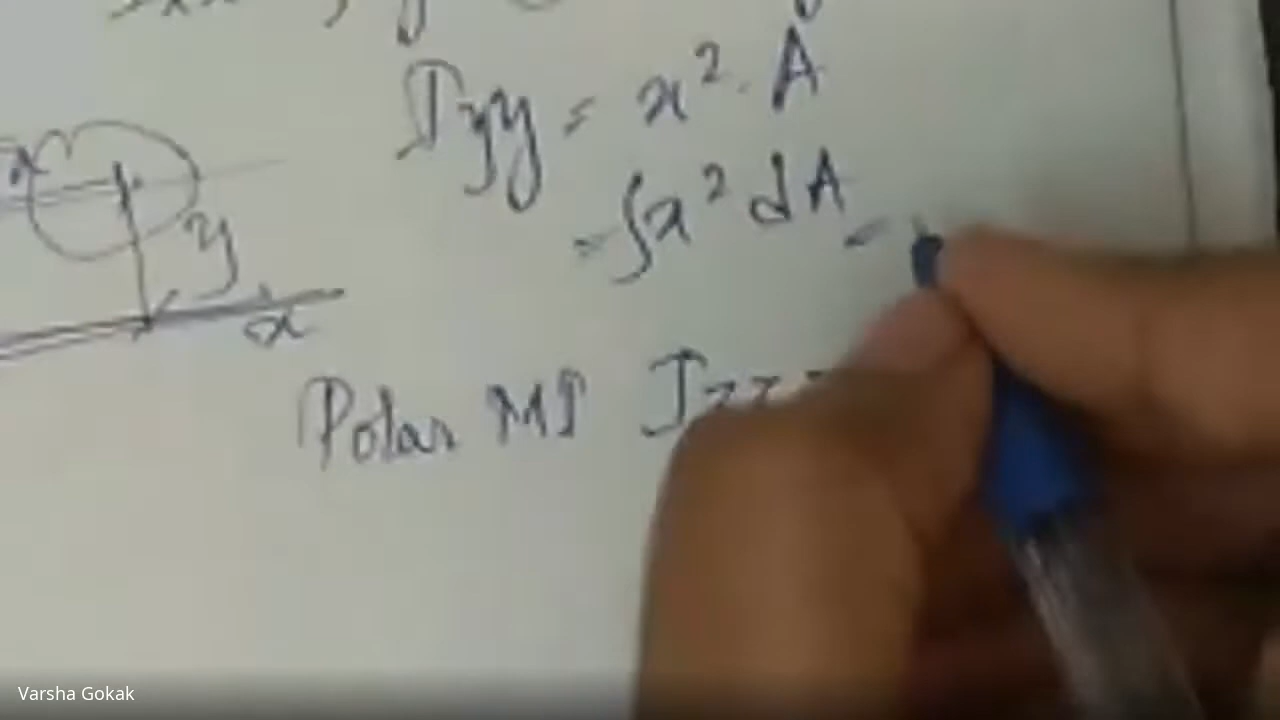 x
Iyy = x². A
y
= ∫x² dA =
x
Polar MI Izz =
Varsha Gokak